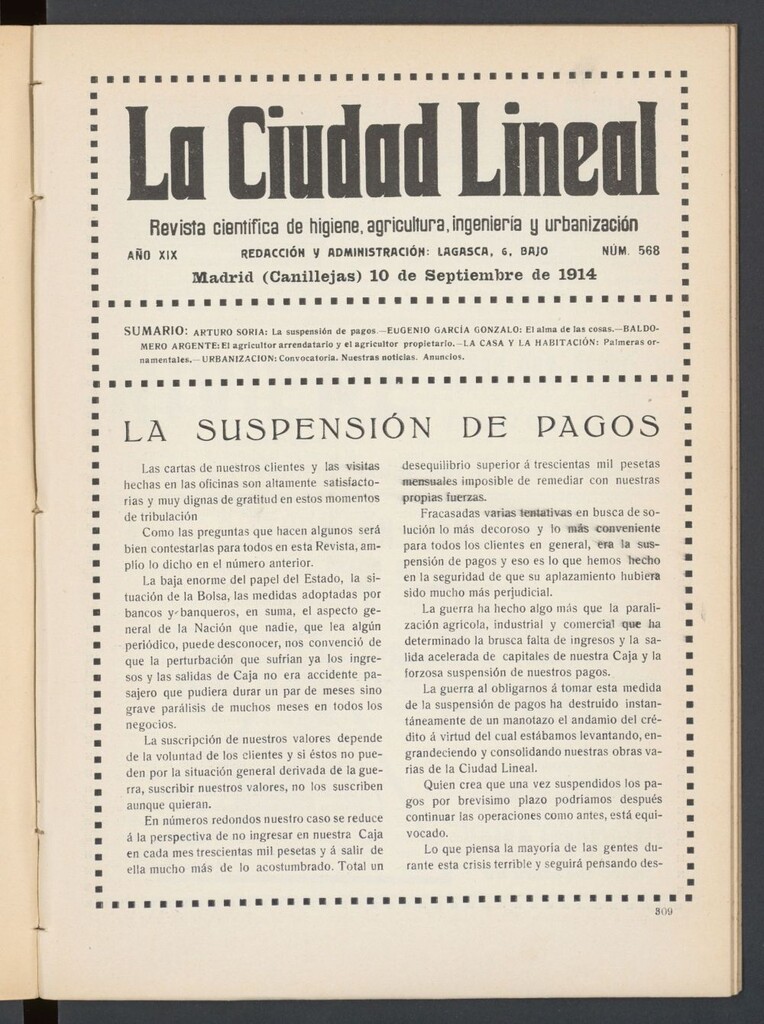 La Ciudad Lineal
Revista científica de higiene, agricultura, ingeniería y urbanización
AÑO XIX REDACCIÓN Y ADMINISTRACIÓN: LAGASCA, 6, BAJO NÚM. 568
Madrid (Canillejas) 10 de Septiembre de 1914
SUMARIO: ARTURO SORIA: La suspensión de pagos.—EUGENIO GARCÍA GONZALO: El alma de las cosas.—BALDO-
MERO ARGENTE: El agricultor arrendatario y el agricultor propietario.—LA CASA Y LA HABITACIÓN: Palmeras or-
namentales.—URBANIZACION: Convocatoria. Nuestras noticias. Anuncios.
LA SUSPENSIÓN DE PAGOS
Las cartas de nuestros clientes y las visitas
hechas en las oficinas son altamente satisfacto-
rias y muy dignas de gratitud en estos momentos
de tribulación
Como las preguntas que hacen algunos será
bien contestarlas para todos en esta Revista, am-
plío lo dicho en el número anterior.
La baja enorme del papel del Estado, la si-
tuación de la Bolsa, las medidas adoptadas por
bancos y banqueros, en suma, el aspecto ge-
neral de la Nación que nadie, que lea algún
periódico, puede desconocer, nos convenció de
que la perturbación que sufrían ya los ingre-
sos y las salidas de Caja no era accidente pa-
sajero que pudiera durar un par de meses sino
grave parálisis de muchos meses en todos los
negocios.
La suscripción de nuestros valores depende
de la voluntad de los clientes y si éstos no pue-
den por la situación general derivada de la gue-
rra, suscribir nuestros valores, no los suscriben
aunque quieran.
En números redondos nuestro caso se reduce
á la perspectiva de no ingresar en nuestra Caja
en cada mes trescientas mil pesetas y á salir de
ella mucho más de lo acostumbrado. Total un
desequilibrio superior á trescientas mil pesetas
mensuales imposible de remediar con nuestras
propias fuerzas.
Fracasadas varias tentativas en busca de so-
lución lo más decoroso y lo más conveniente
para todos los clientes en general, era la sus-
pensión de pagos y eso es lo que hemos hecho
en la seguridad de que su aplazamiento hubiera
sido mucho más perjudicial.
La guerra ha hecho algo más que la parali-
zación agrícola, industrial y comercial que ha
determinado la brusca falta de ingresos y la sa-
lida acelerada de capitales de nuestra Caja y la
forzosa suspensión de nuestros pagos.
La guerra al obligarnos á tomar esta medida
de la suspensión de pagos ha destruido instan-
táneamente de un manotazo el andamio del cré-
dito á virtud del cual estábamos levantando, en-
grandeciendo y consolidando nuestras obras va-
rias de la Ciudad Lineal.
Quien crea que una vez suspendidos los pa-
gos por brevisimo plazo podriamos después
continuar las operaciones como antes, está equi-
vocado.
Lo que piensa la mayoria de las gentes du-
rante esta crisis terrible y seguirá pensando des-
809